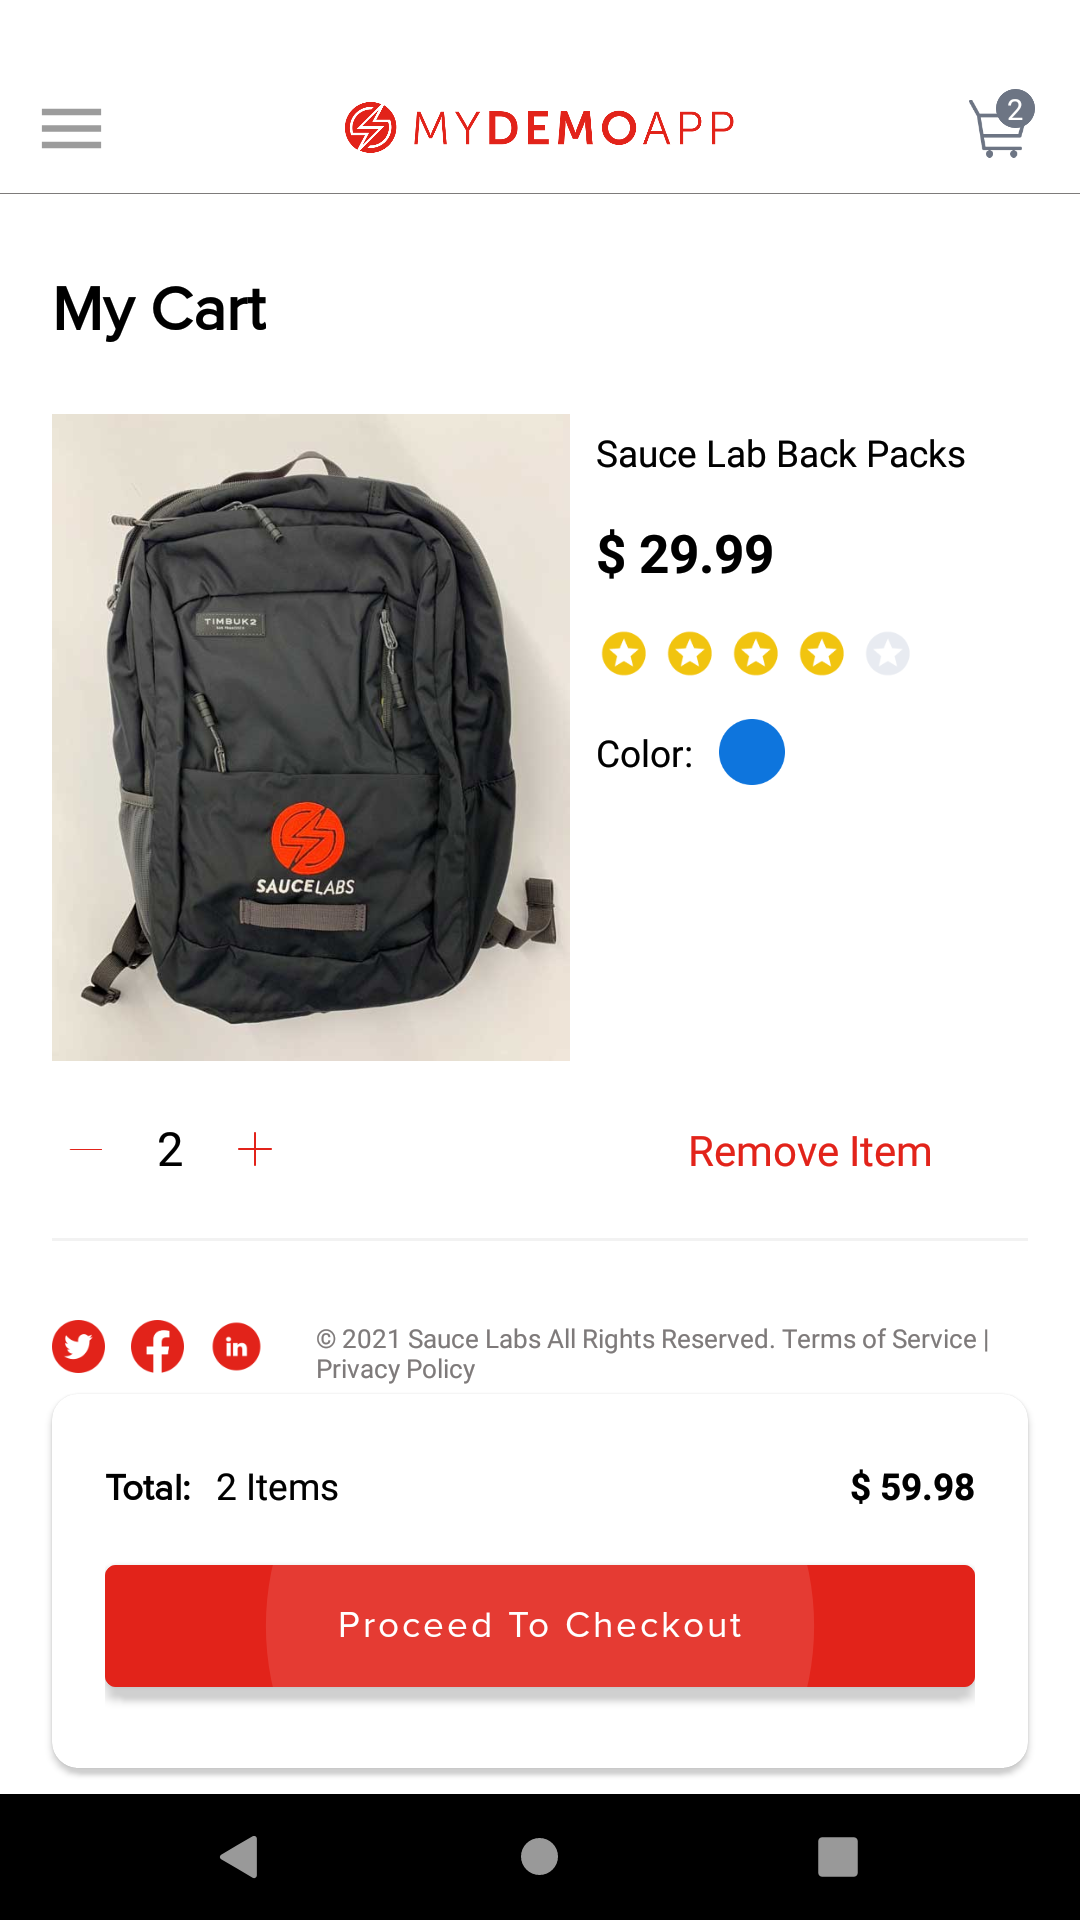 MYDEMOAPP
2
My Cart
TIMBUK2
SAUCELABS
Sauce Lab Back Packs
$ 29.99
Color:
2
Remove Item
© 2021 Sauce Labs All Rights Reserved. Terms of Service |
Privacy Policy
Total: 2 Items
$ 59.98
Proceed To Checkout